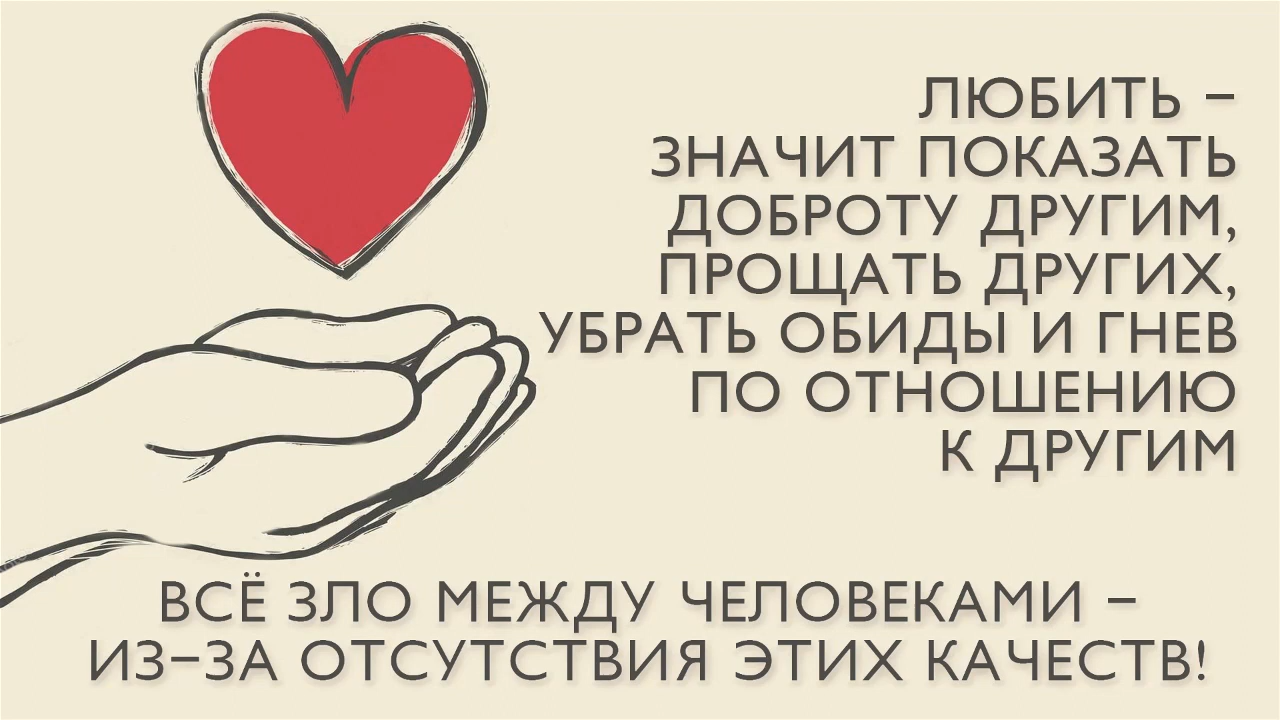 ЛЮБИТЬ –
ЗНАЧИТ ПОКАЗАТЬ
ДОБРОТУ ДРУГИМ,
ПРОЩАТЬ ДРУГИХ,
УБРАТЬ ОБИДЫ И ГНЕВ
ПО ОТНОШЕНИЮ
К ДРУГИМ
ВСЁ ЗЛО МЕЖДУ ЧЕЛОВЕКАМИ –
ИЗ–ЗА ОТСУТСТВИЯ ЭТИХ КАЧЕСТВ!